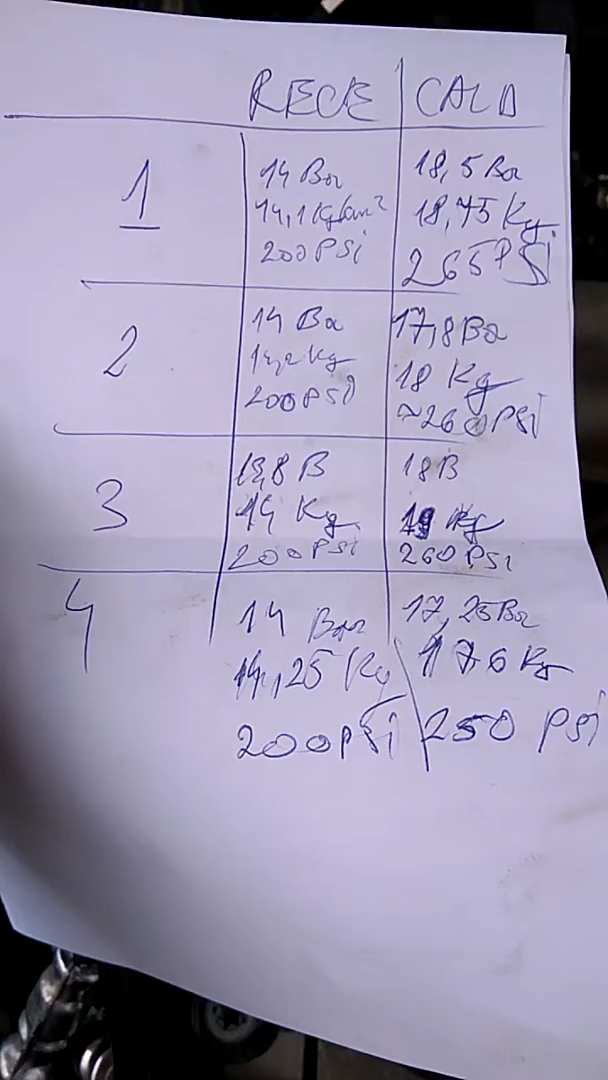 RECE CALD
1
14 Bar 18,5 Bar
14,1 Kg/cm² 18,75 Kg
200 PSi 265 PSi
2
14 Bar 17,8 Bar
14,2 Kg 18 Kg
200 PSi ≈260 PSi
3
13,8 B 18 B
14 Kg Kg
200 PSi 260 PSi
4
14 Bar 17,25 Bar
14,25 Kg 17,6 Kg
200 PSi 250 PSi